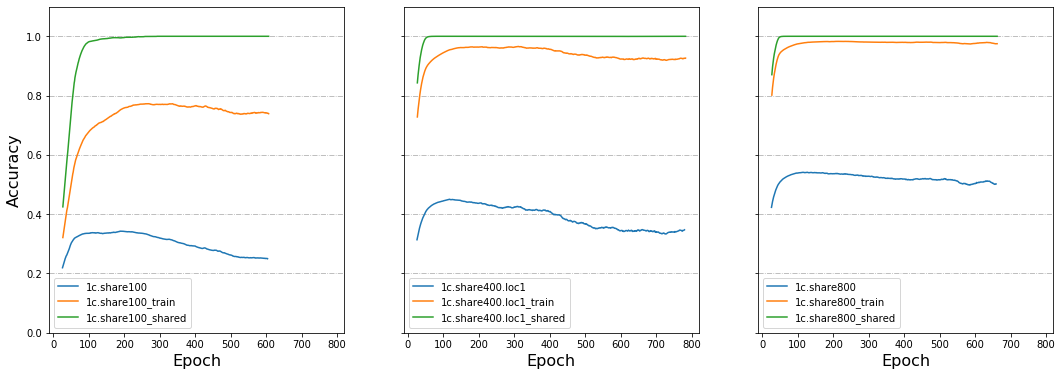 Accuracy
1.0
0.8
0.6
0.4
0.2
0.0
1c.share100
1c.share100_train
1c.share100_shared
0 100 200 300 400 500 600 700 800
Epoch
1c.share400.loc1
1c.share400.loc1_train
1c.share400.loc1_shared
0 100 200 300 400 500 600 700 800
Epoch
1c.share800
1c.share800_train
1c.share800_shared
0 100 200 300 400 500 600 700 800
Epoch